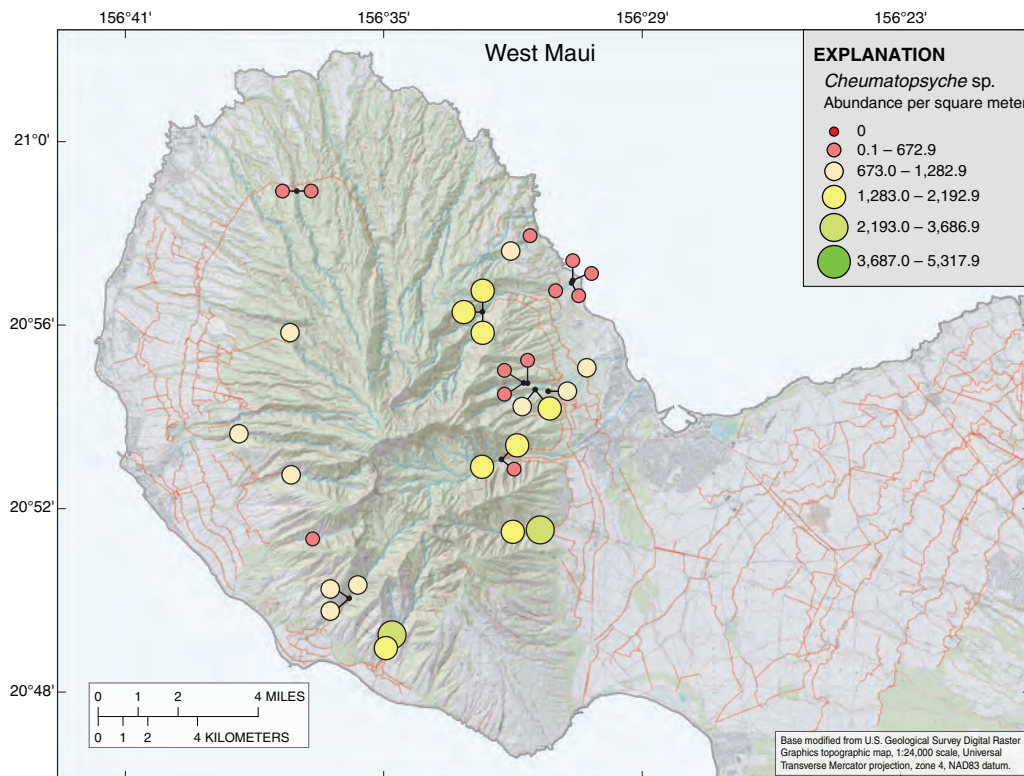 156°41' 156°35' 156°29' 156°23'
West Maui
EXPLANATION
Cheumatopsyche sp.
Abundance per square meter
0
0.1 – 672.9
673.0 – 1,282.9
1,283.0 – 2,192.9
2,193.0 – 3,686.9
3,687.0 – 5,317.9
21°0'
20°56'
20°52'
20°48'
0 1 2 4 MILES
0 1 2 4 KILOMETERS
Base modified from U.S. Geological Survey Digital Raster
Graphics topographic map, 1:24,000 scale, Universal
Transverse Mercator projection, zone 4, NAD83 datum.